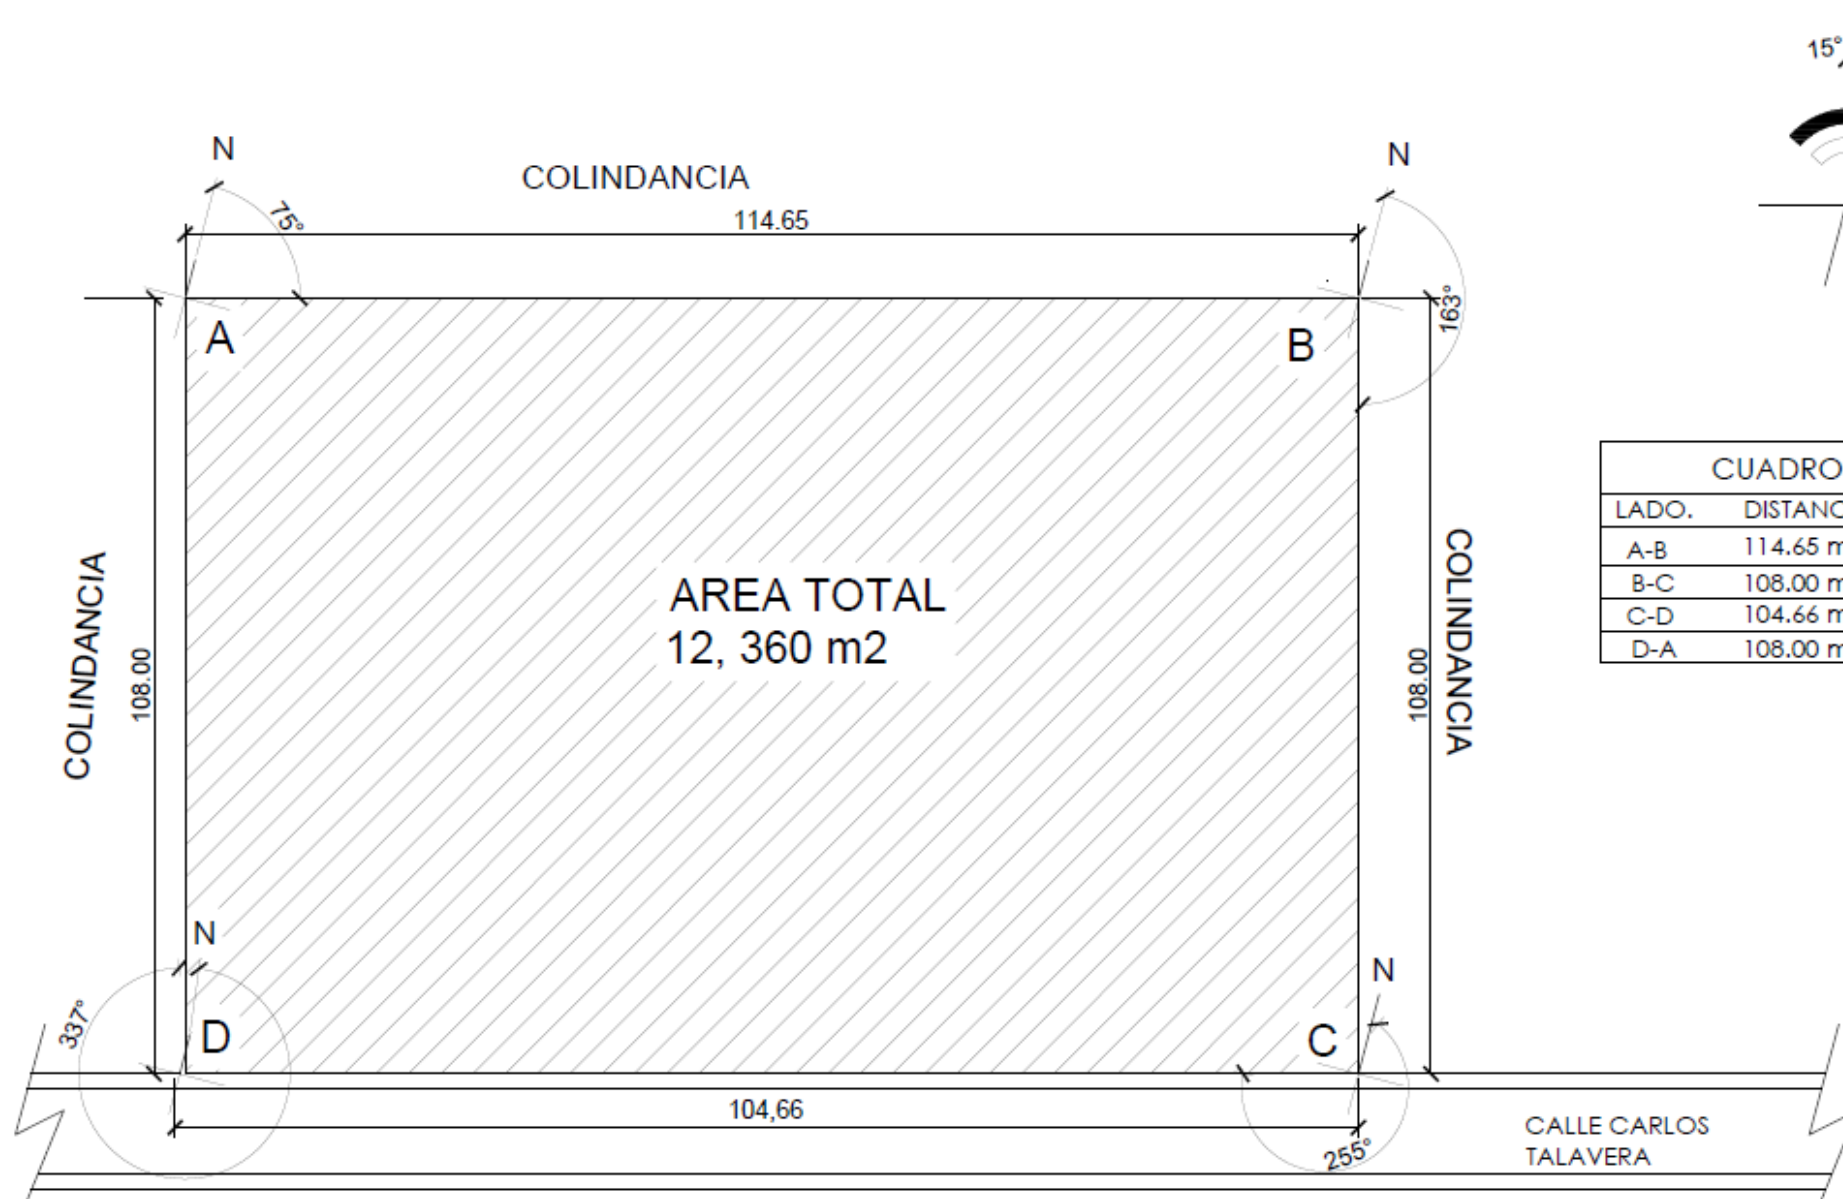 15°
N
N
COLINDANCIA
75°
114.65
163°
A
B
CUADRO
LADO. DISTANC
A-B 114.65 m
B-C 108.00 m
C-D 104.66 m
D-A 108.00 m
COLINDANCIA
108.00
AREA TOTAL
12, 360 m2
108.00
COLINDANCIA
N
N
337°
D
C
104,66
255°
CALLE CARLOS
TALAVERA